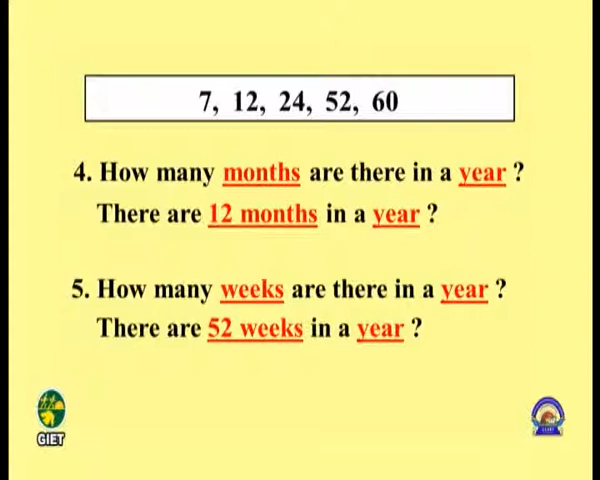 7, 12, 24, 52, 60
4. How many months are there in a year ?
There are 12 months in a year ?
5. How many weeks are there in a year ?
There are 52 weeks in a year ?
GIET